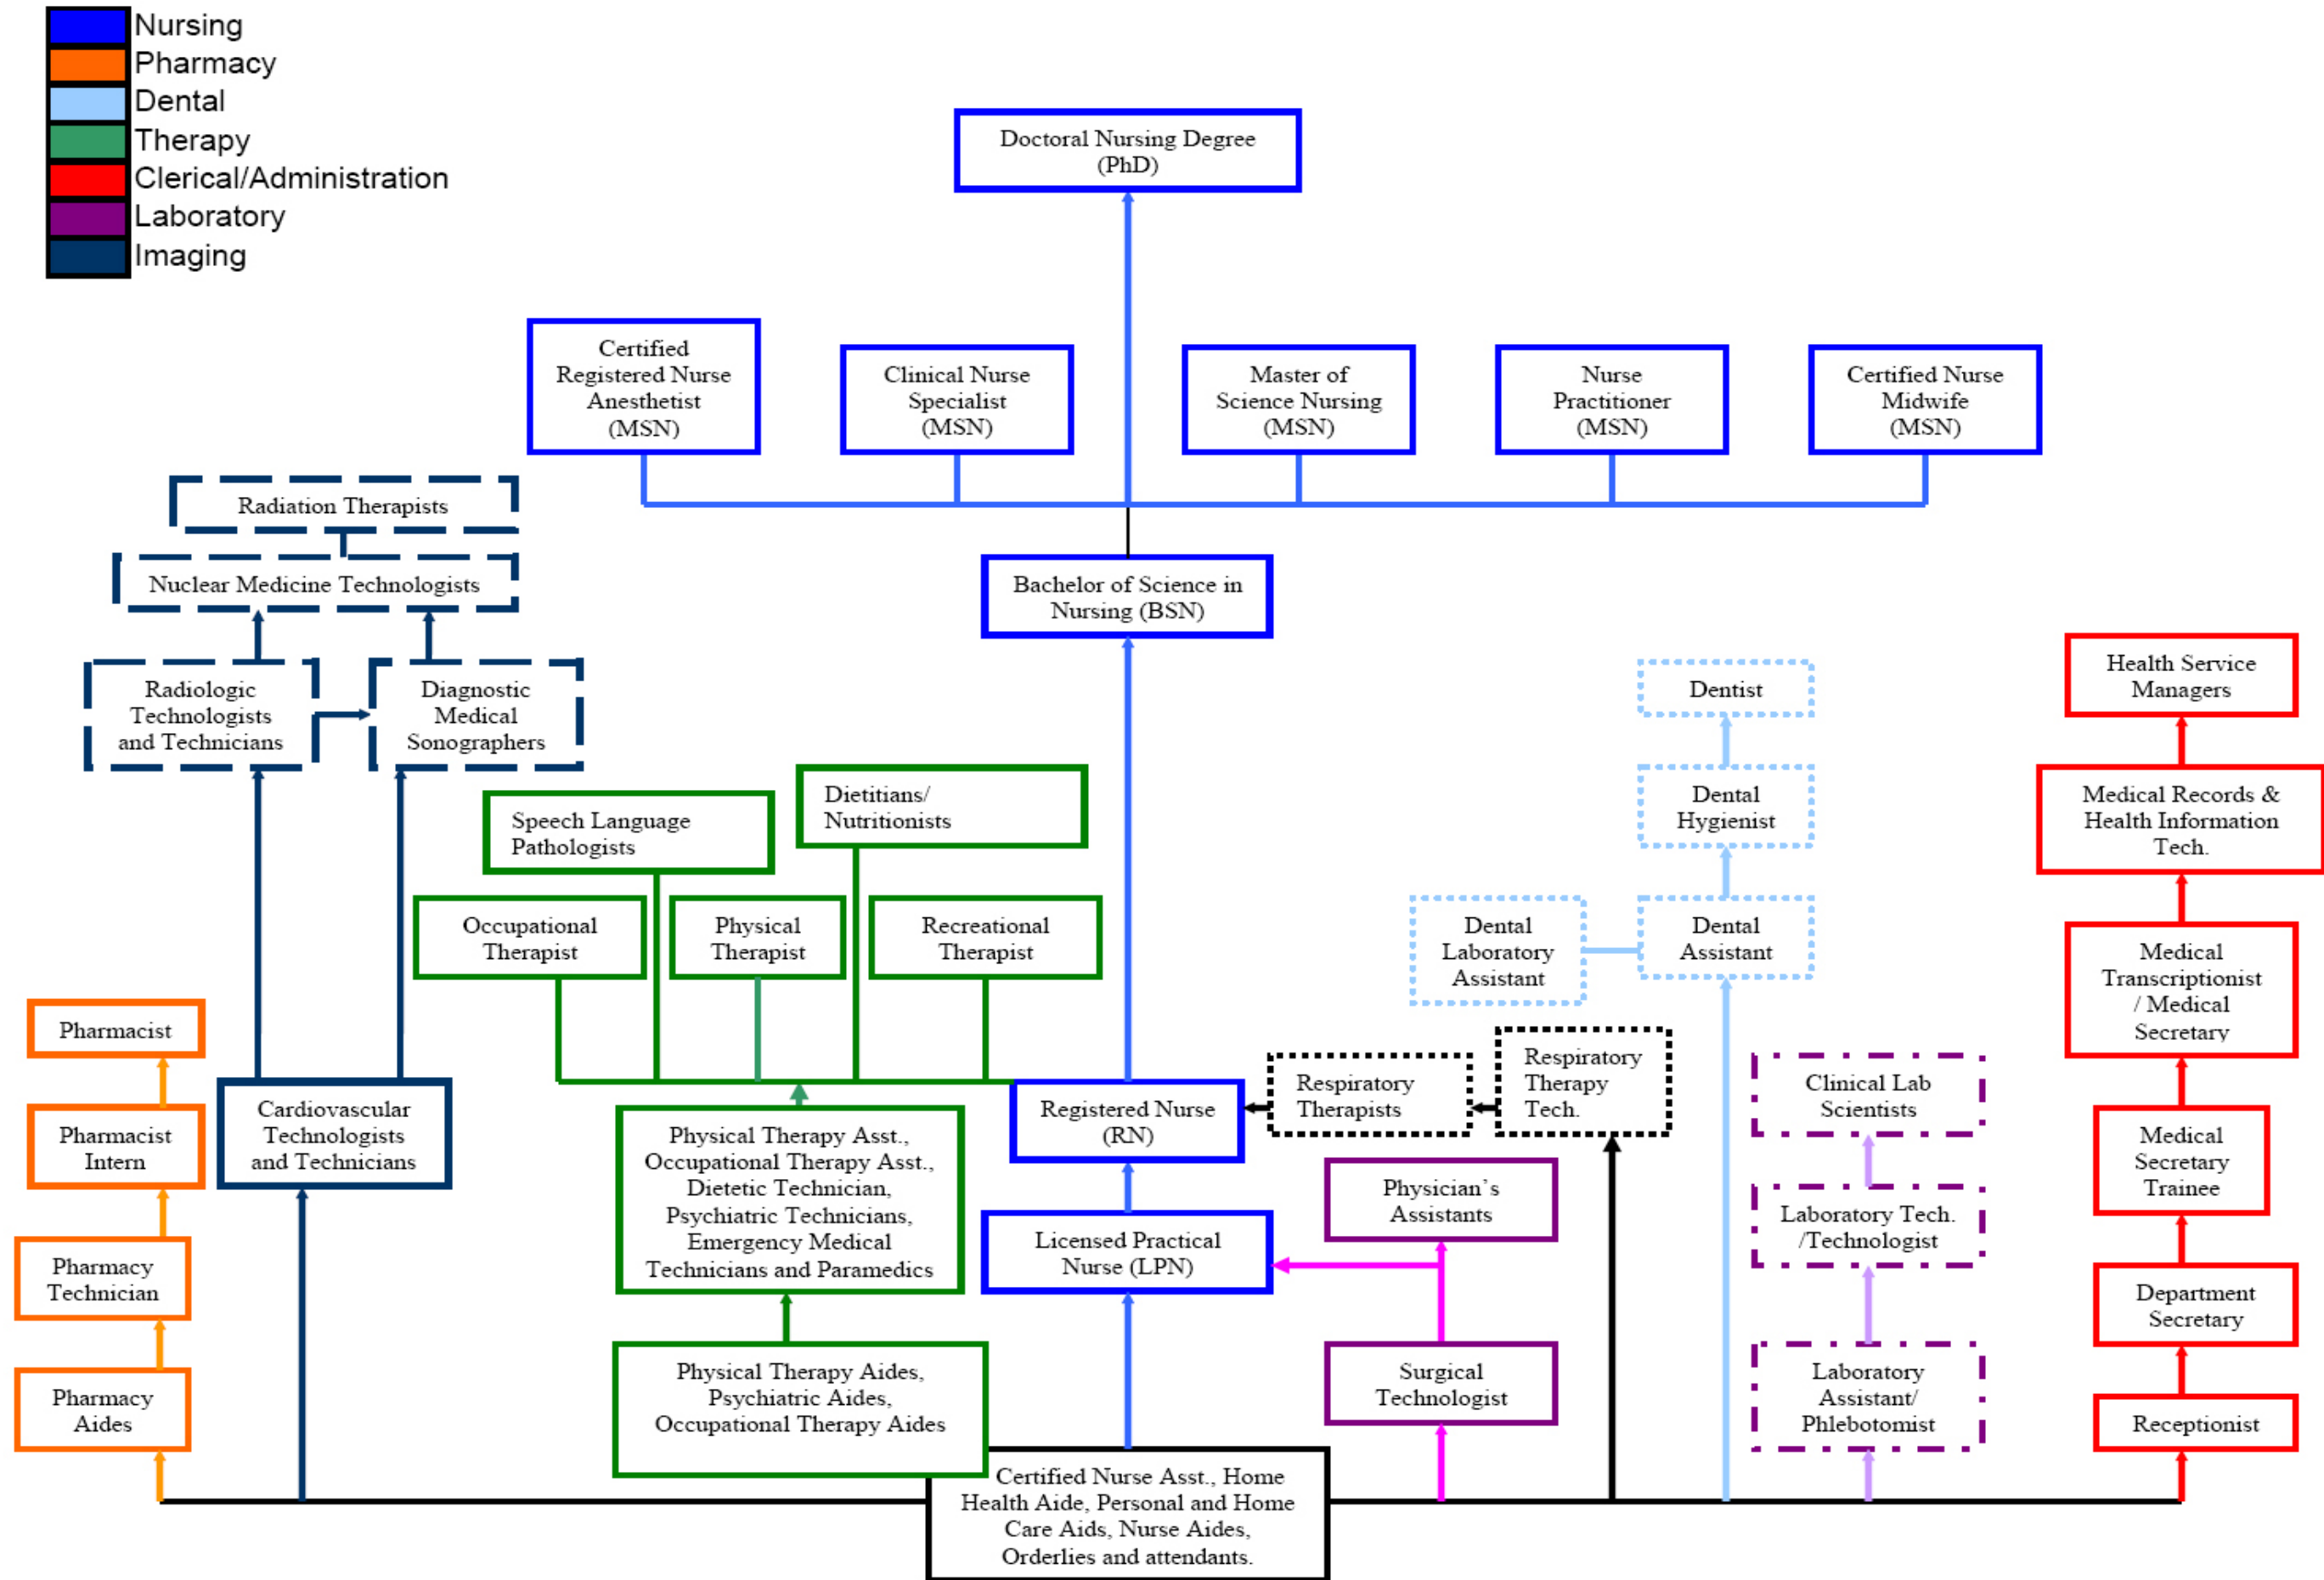 Nursing
Pharmacy
Dental
Therapy
Clerical/Administration
Laboratory
Imaging
Doctoral Nursing Degree
(PhD)
Certified
Registered Nurse
Anesthetist
(MSN)
Clinical Nurse
Specialist
(MSN)
Master of
Science Nursing
(MSN)
Nurse
Practitioner
(MSN)
Certified Nurse
Midwife
(MSN)
Radiation Therapists
Nuclear Medicine Technologists
Bachelor of Science in
Nursing (BSN)
Radiologic
Technologists
and Technicians
Diagnostic
Medical
Sonographers
Dentist
Health Service
Managers
Speech Language
Pathologists
Dietitians/
Nutritionists
Dental
Hygienist
Medical Records &
Health Information
Tech.
Occupational
Therapist
Physical
Therapist
Recreational
Therapist
Dental
Laboratory
Assistant
Dental
Assistant
Medical
Transcriptionist
/ Medical
Secretary
Pharmacist
Pharmacist
Intern
Cardiovascular
Technologists
and Technicians
Physical Therapy Asst.,
Occupational Therapy Asst.,
Dietetic Technician,
Psychiatric Technicians,
Emergency Medical
Technicians and Paramedics
Registered Nurse
(RN)
Respiratory
Therapists
Respiratory
Therapy
Tech.
Clinical Lab
Scientists
Medical
Secretary
Trainee
Pharmacy
Technician
Licensed Practical
Nurse (LPN)
Physician's
Assistants
Laboratory Tech.
/Technologist
Department
Secretary
Pharmacy
Aides
Physical Therapy Aides,
Psychiatric Aides,
Occupational Therapy Aides
Surgical
Technologist
Laboratory
Assistant/
Phlebotomist
Receptionist
Certified Nurse Asst., Home
Health Aide, Personal and Home
Care Aids, Nurse Aides,
Orderlies and attendants.